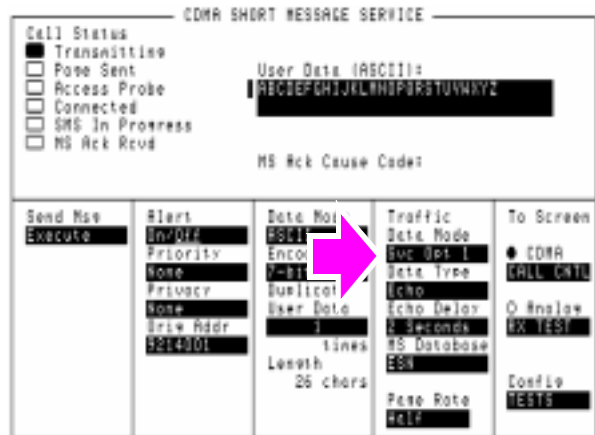 CDMA SHORT MESSAGE SERVICE
Call Status
Transmitting
Page Sent
Access Probe
Connected
SMS In Progress
MS Ack Rcvd
User Data (ASCII):
ABCDEFGHIJKLMNOPQRSTUVWXYZ
MS Ack Cause Code:
Send Msg
Execute
Alert
On/Off
Priority
None
Privacy
None
Orig Addr
9214001
Data Mode
ASCII
7-bit
User Data
1
times
Length
26 chars
Traffic
Data Mode
Svc Opt 1
Data Type
Echo
Echo Delay
2 Seconds
MS Database
ESN
Page Rate
Half
To Screen
CDMA
CALL CNTL
Analog
RX TEST
Config
TESTS